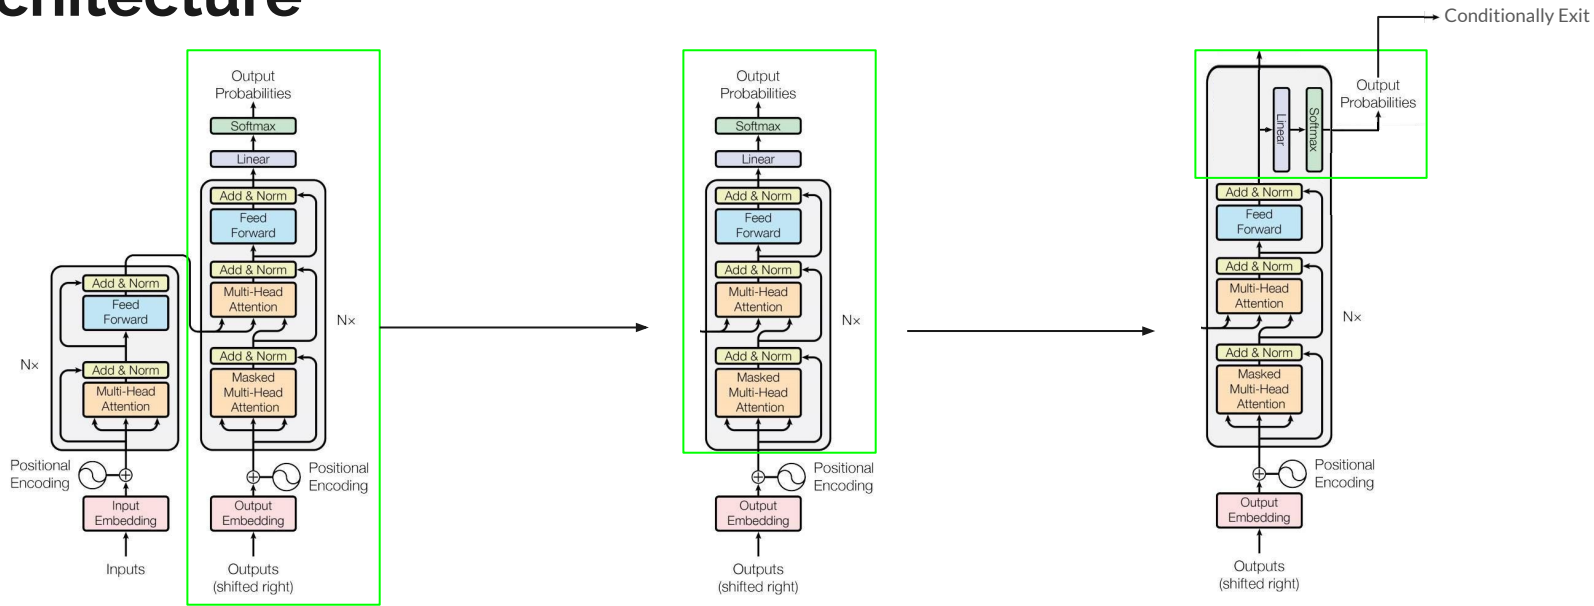 chitecture
Conditionally Exit
Output
Probabilities
Softmax
Linear
Add & Norm
Feed
Forward
Add & Norm
Multi-Head
Attention
Add & Norm
Masked
Multi-Head
Attention
Nx
Positional
Encoding
Output
Embedding
Outputs
(shifted right)
Add & Norm
Feed
Forward
Add & Norm
Multi-Head
Attention
Nx
Positional
Encoding
Input
Embedding
Inputs
Output
Probabilities
Softmax
Linear
Add & Norm
Feed
Forward
Add & Norm
Multi-Head
Attention
Add & Norm
Masked
Multi-Head
Attention
Nx
Positional
Encoding
Output
Embedding
Outputs
(shifted right)
Output
Probabilities
Linear
Softmax
Add & Norm
Feed
Forward
Add & Norm
Multi-Head
Attention
Add & Norm
Masked
Multi-Head
Attention
Nx
Positional
Encoding
Output
Embedding
Outputs
(shifted right)